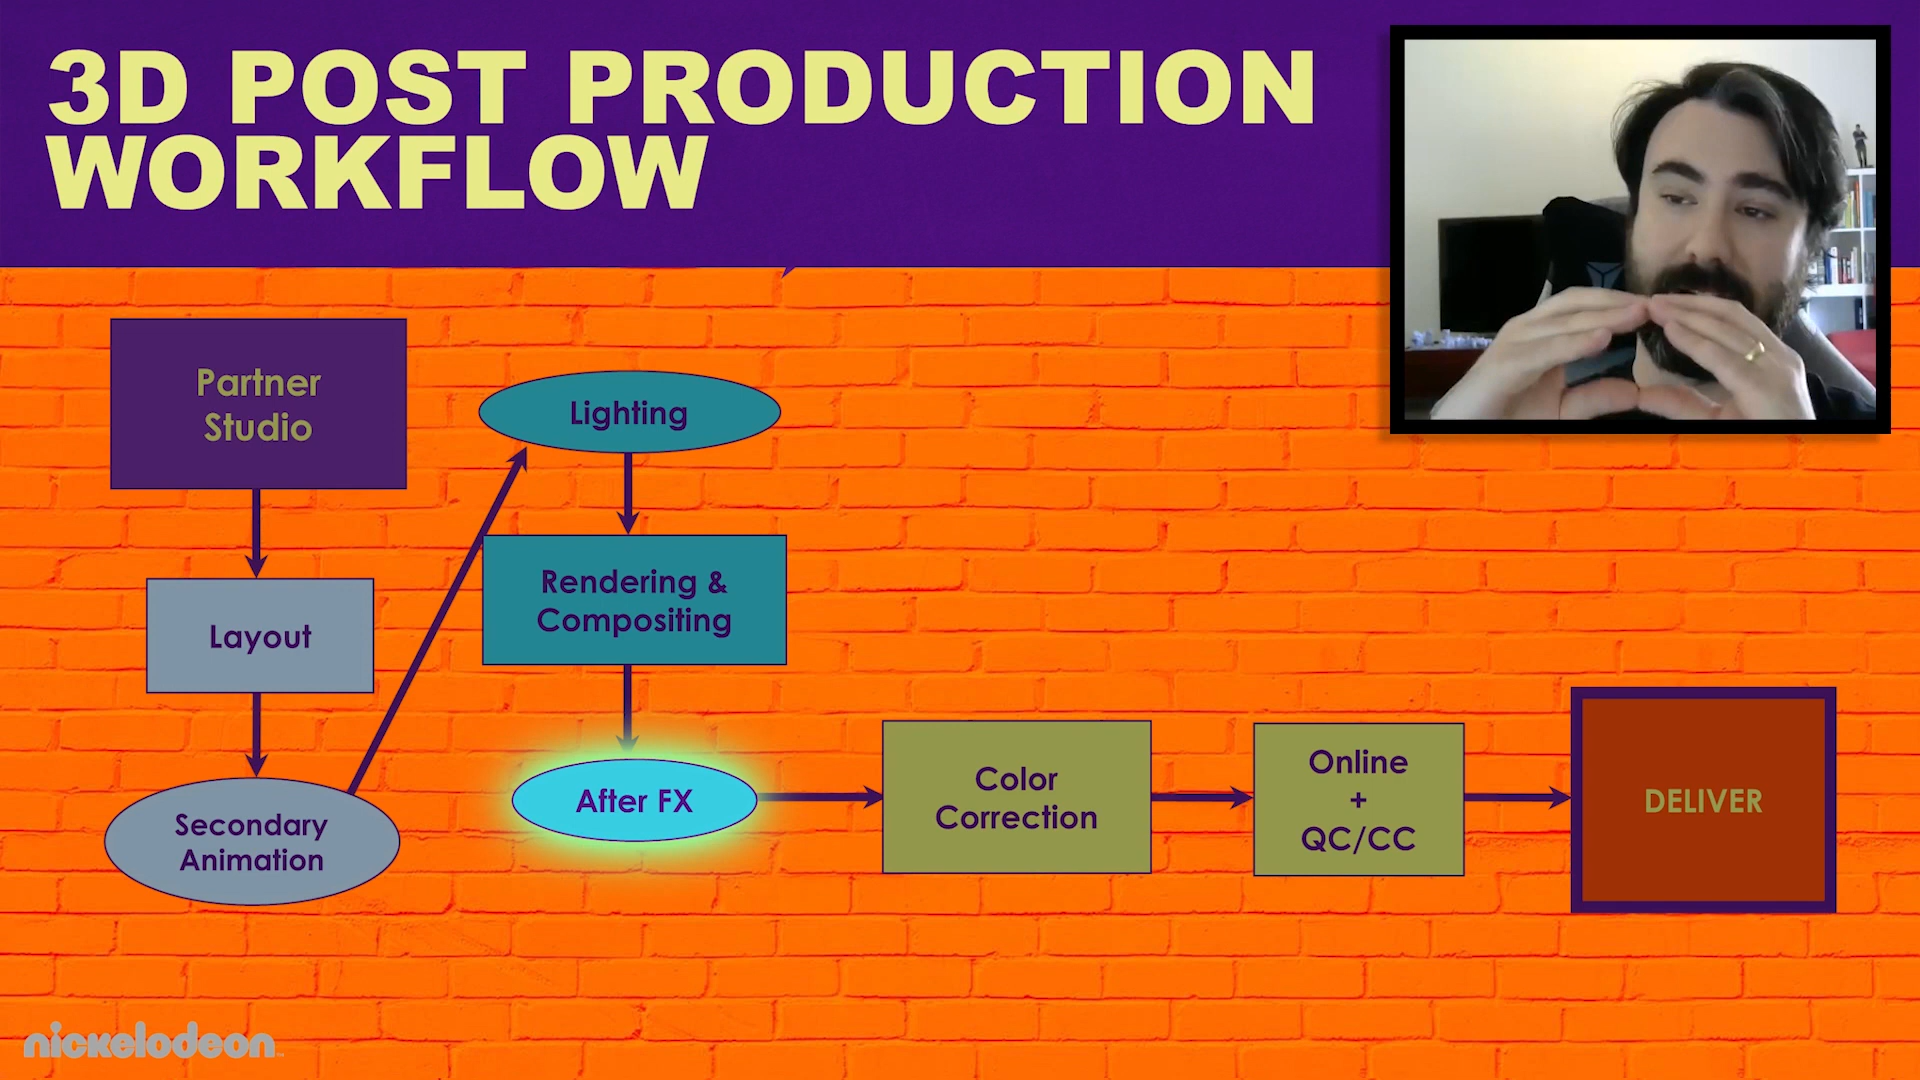 3D POST PRODUCTION
WORKFLOW
Partner
Studio
Layout
Secondary
Animation
Lighting
Rendering &
Compositing
After FX
Color
Correction
Online
+
QC/CC
DELIVER
nickelodeon